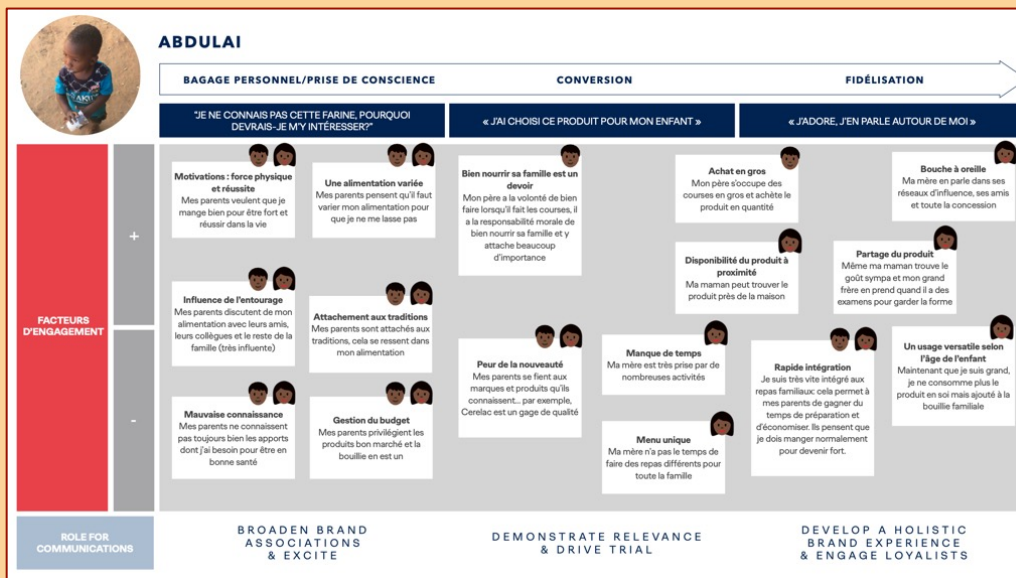 ABDULAI
BAGAGE PERSONNEL/PRISE DE CONSCIENCE
CONVERSION
FIDÉLISATION
"JE NE CONNAIS PAS CETTE FARINE, POURQUOI
DEVRAIS-JE M'Y INTÉRESSER?"
« J'AI CHOISI CE PRODUIT POUR MON ENFANT »
« J'ADORE, J'EN PARLE AUTOUR DE MOI »
FACTEURS
D'ENGAGEMENT
+
-
Motivations : force physique
et réussite
Mes parents veulent que je
mange bien pour être fort et
réussir dans la vie
Une alimentation variée
Mes parents pensent qu'il faut
varier mon alimentation pour
que je ne me lasse pas
Influence de l'entourage
Mes parents discutent de mon
alimentation avec leurs amis,
leurs collègues et le reste de la
famille (très influente)
Attachement aux traditions
Mes parents sont attachés aux
traditions, cela se ressent dans
mon alimentation
Mauvaise connaissance
Mes parents ne connaissent
pas toujours bien les apports
dont j'ai besoin pour être en
bonne santé
Gestion du budget
Mes parents privilégient les
produits bon marché et la
bouillie en est un
Bien nourrir sa famille est un
devoir
Mon père a la volonté de bien
faire lorsqu'il fait les courses, il
a la responsabilité morale de
bien nourrir sa famille et y
attache beaucoup
d'importance
Achat en gros
Mon père s'occupe des
courses en gros et achète le
produit en quantité
Disponibilité du produit à
proximité
Ma maman peut trouver le
produit près de la maison
Peur de la nouveauté
Mes parents se fient aux
marques et produits qu'ils
connaissent... par exemple,
Cerelac est un gage de qualité
Manque de temps
Ma mère est très prise par de
nombreuses activités
Menu unique
Ma mère n'a pas le temps de
faire des repas différents pour
toute la famille
Bouche à oreille
Ma mère en parle dans ses
réseaux d'influence, ses amis
et toute la concession
Partage du produit
Même ma maman trouve le
goût sympa et mon grand
frère en prend quand il a des
examens pour garder la forme
Rapide intégration
Je suis très vite intégré aux
repas familiaux: cela permet à
mes parents de gagner du
temps de préparation et
d'économiser. Ils pensent que
je dois manger normalement
pour devenir fort.
Un usage versatile selon
l'âge de l'enfant
Maintenant que je suis grand,
je ne consomme plus le
produit en soi mais ajouté à la
bouillie familiale
ROLE FOR
COMMUNICATIONS
BROADEN BRAND
ASSOCIATIONS
& EXCITE
DEMONSTRATE RELEVANCE
& DRIVE TRIAL
DEVELOP A HOLISTIC
BRAND EXPERIENCE
& ENGAGE LOYALISTS